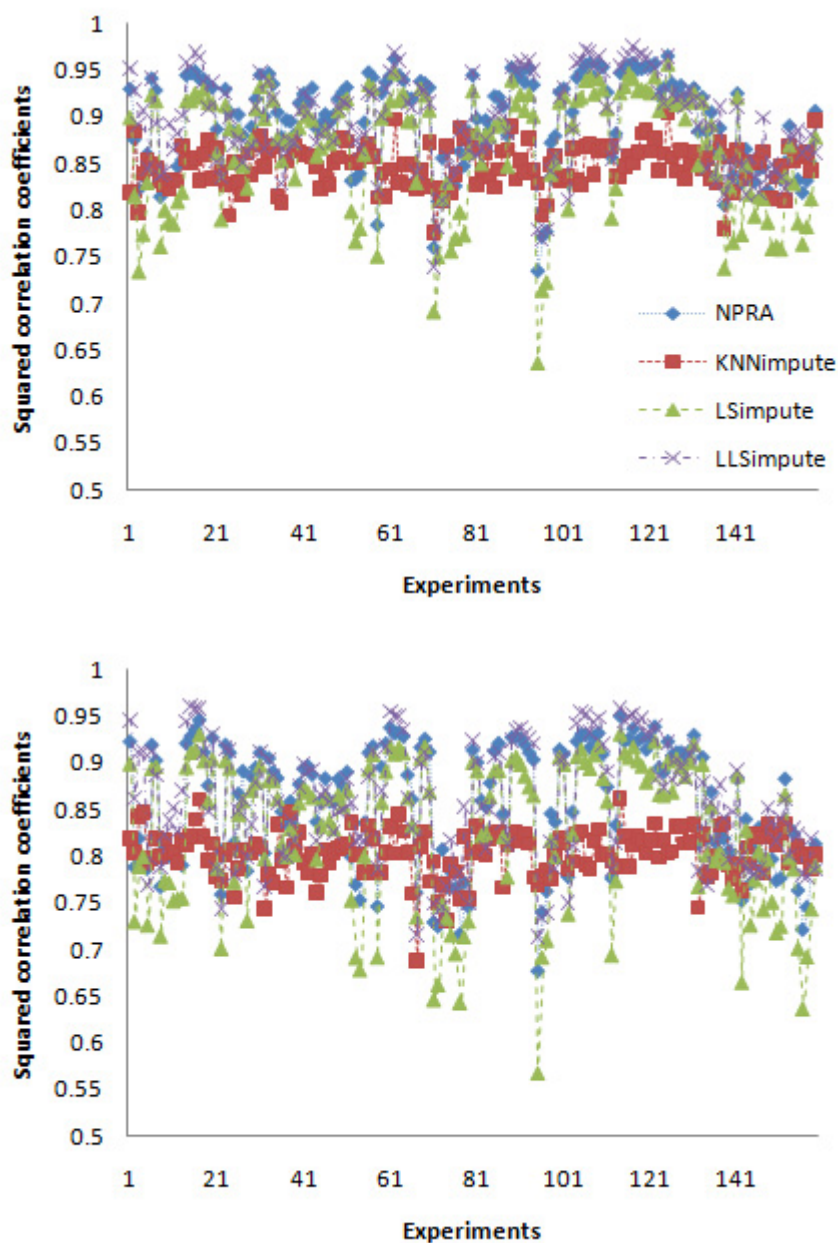 Squared correlation coefficients
1
0.95
0.9
0.85
0.8
0.75
0.7
0.65
0.6
0.55
0.5
NPRA
KNNimpute
LSimpute
LLSimpute
1 21 41 61 81 101 121 141
Experiments
Squared correlation coefficients
1
0.95
0.9
0.85
0.8
0.75
0.7
0.65
0.6
0.55
0.5
1 21 41 61 81 101 121 141
Experiments